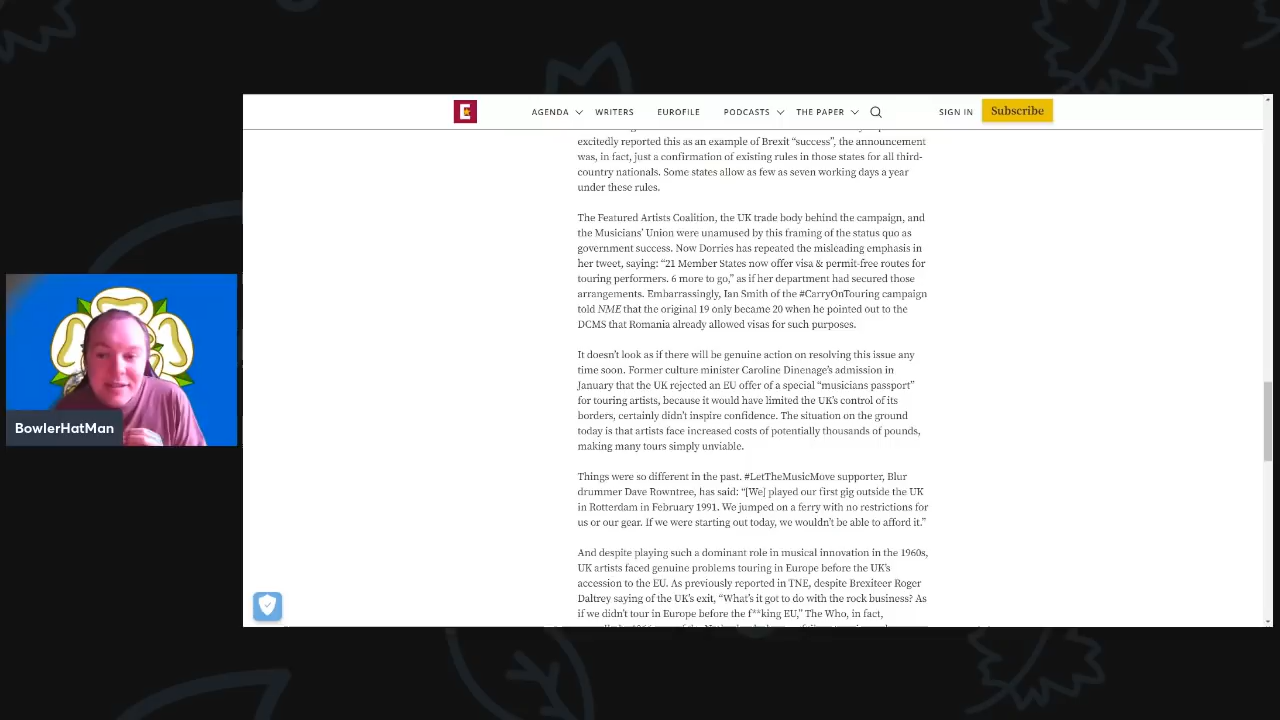 AGENDA WRITERS EUROFILE PODCASTS THE PAPER SIGN IN Subscribe
excitedly reported this as an example of Brexit “success”, the announcement
was, in fact, just a confirmation of existing rules in those states for all third-
country nationals. Some states allow as few as seven working days a year
under these rules.
The Featured Artists Coalition, the UK trade body behind the campaign, and
the Musicians’ Union were unamused by this framing of the status quo as
government success. Now Dorries has repeated the misleading emphasis in
her tweet, saying: “21 Member States now offer visa & permit-free routes for
touring performers. 6 more to go,” as if her department had secured those
arrangements. Embarrassingly, Ian Smith of the #CarryOnTouring campaign
told NME that the original 19 only became 20 when he pointed out to the
DCMS that Romania already allowed visas for such purposes.
It doesn’t look as if there will be genuine action on resolving this issue any
time soon. Former culture minister Caroline Dinenage’s admission in
January that the UK rejected an EU offer of a special “musicians passport”
for touring artists, because it would have limited the UK’s control of its
borders, certainly didn’t inspire confidence. The situation on the ground
today is that artists face increased costs of potentially thousands of pounds,
making many tours simply unviable.
Things were so different in the past. #LetTheMusicMove supporter, Blur
drummer Dave Rowntree, has said: “[We] played our first gig outside the UK
in Rotterdam in February 1991. We jumped on a ferry with no restrictions for
us or our gear. If we were starting out today, we wouldn’t be able to afford it.”
And despite playing such a dominant role in musical innovation in the 1960s,
UK artists faced genuine problems touring in Europe before the UK’s
accession to the EU. As previously reported in TNE, despite Brexiteer Roger
Daltrey saying of the UK’s exit, “What’s it got to do with the rock business? As
if we didn’t tour in Europe before the f**king EU,” The Who, in fact,
BowlerHatMan